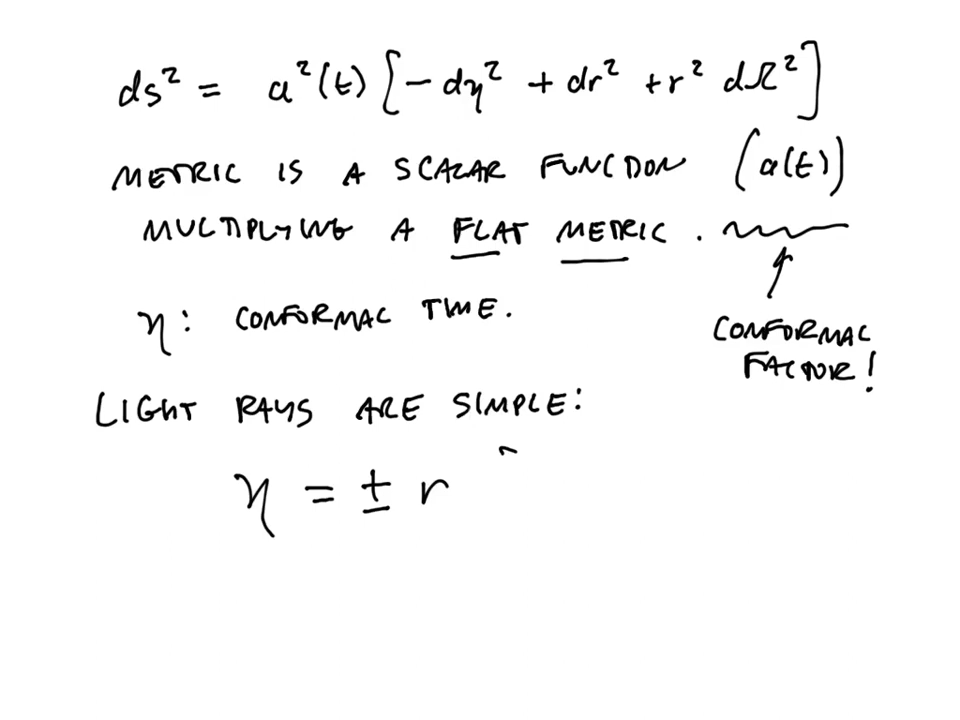 ds² = a²(t) [ - dη² + dr² + r² dΩ² ]
METRIC IS A SCALAR FUNCTION (a(t))
MULTIPLYING A FLAT METRIC.
η: CONFORMAL TIME.
CONFORMAL
FACTOR!
LIGHT RAYS ARE SIMPLE:
η = ± r